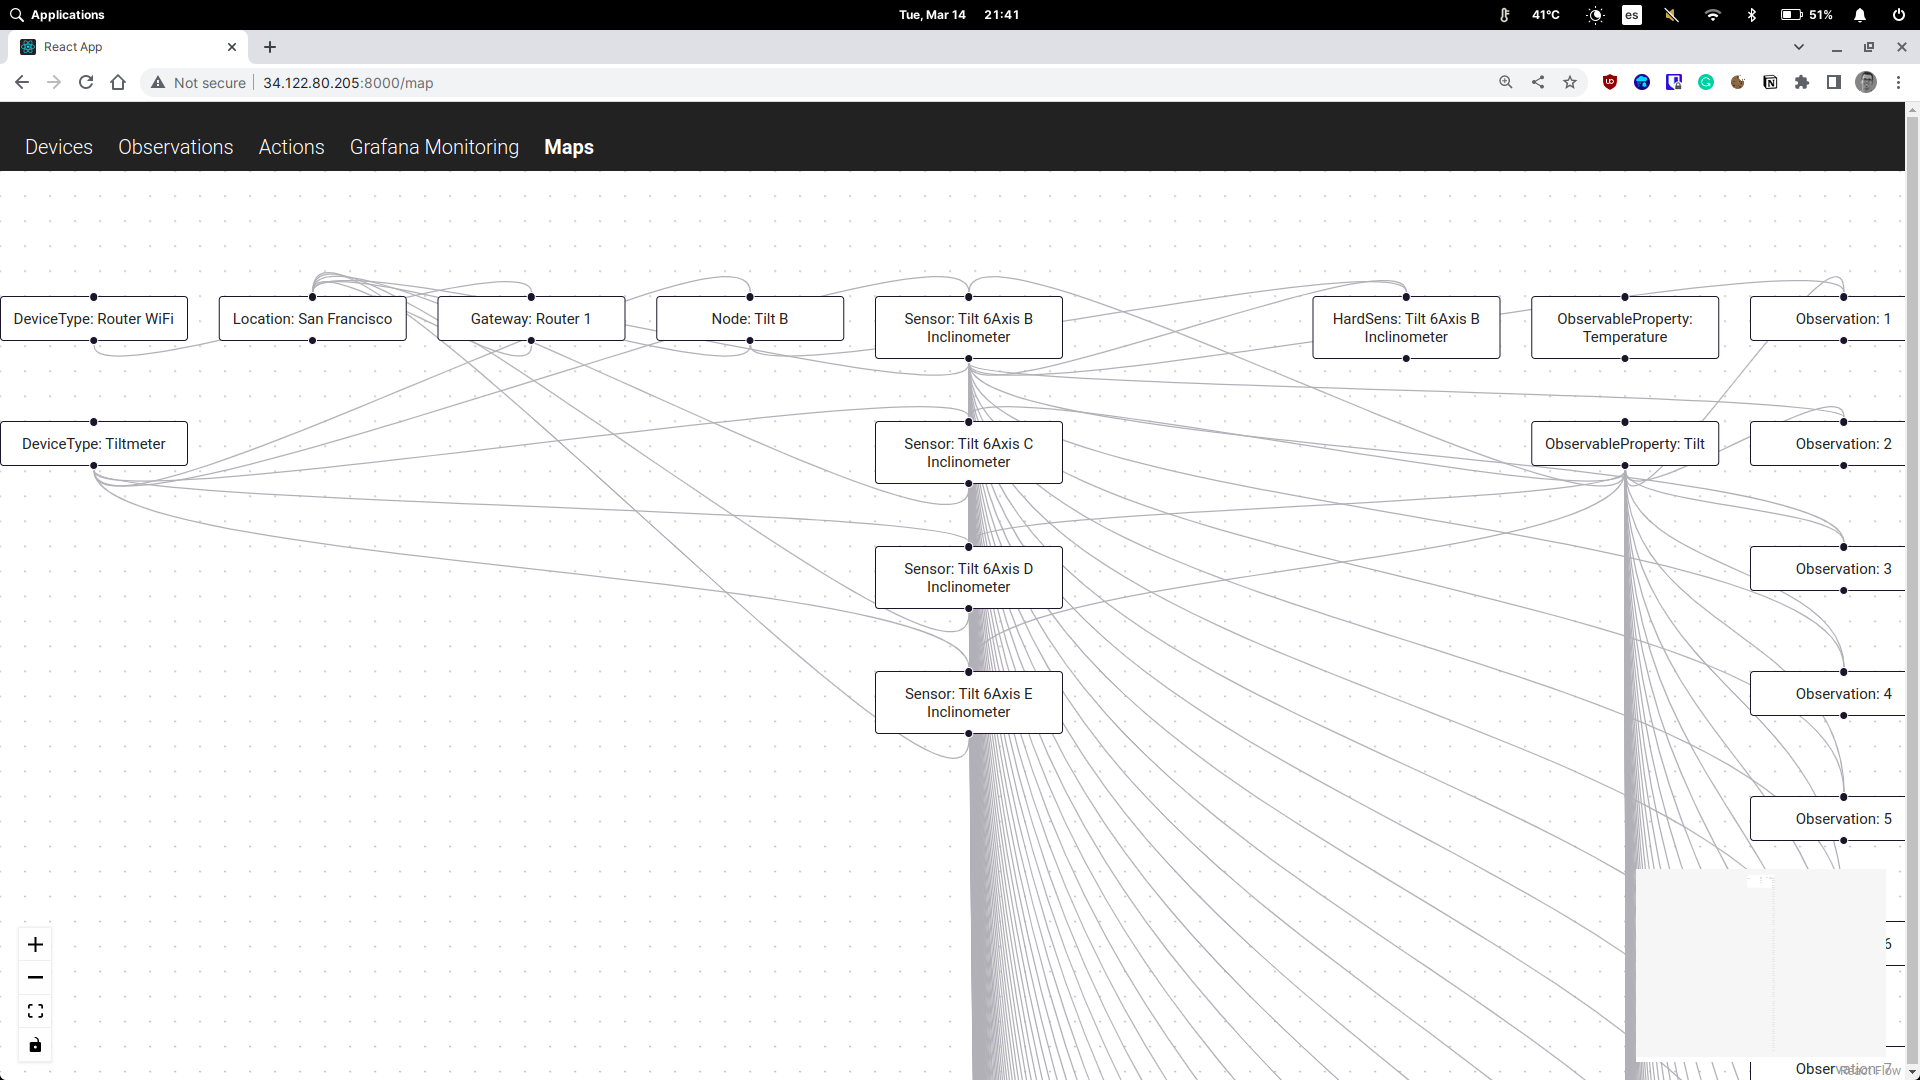 Applications
Tue, Mar 14 21:41
41°C
es
51%
React App
Not secure
34.122.80.205:8000/map
Devices
Observations
Actions
Grafana Monitoring
Maps
DeviceType: Router WiFi
Location: San Francisco
Gateway: Router 1
Node: Tilt B
Sensor: Tilt 6Axis B
Inclinometer
HardSens: Tilt 6Axis B
Inclinometer
ObservableProperty:
Temperature
Observation: 1
DeviceType: Tiltmeter
Sensor: Tilt 6Axis C
Inclinometer
ObservableProperty: Tilt
Observation: 2
Sensor: Tilt 6Axis D
Inclinometer
Observation: 3
Sensor: Tilt 6Axis E
Inclinometer
Observation: 4
Observation: 5
6
Observation: 7
React Flow